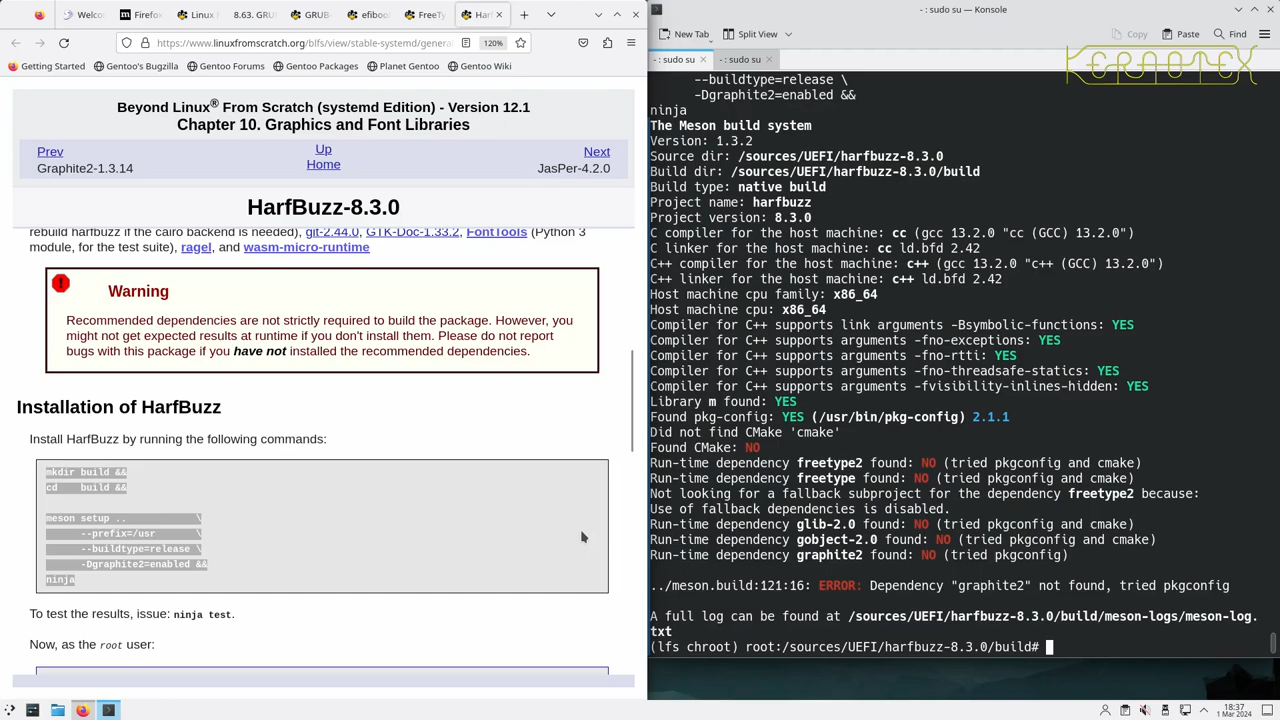 Welco
Firefox
Linux F
8.63. GRU
GRUB-
efiboot
FreeTy
Harf
https://www.linuxfromscratch.org/blfs/view/stable-systemd/genera
120%
Getting Started
Gentoo's Bugzilla
Gentoo Forums
Gentoo Packages
Planet Gentoo
Gentoo Wiki
Beyond Linux® From Scratch (systemd Edition) - Version 12.1
Chapter 10. Graphics and Font Libraries
Prev
Up
Next
Graphite2-1.3.14
Home
JasPer-4.2.0
HarfBuzz-8.3.0
rebuild harfbuzz if the cairo backend is needed), git-2.44.0, GTK-Doc-1.33.2, FontTools (Python 3
module, for the test suite), ragel, and wasm-micro-runtime
Warning
Recommended dependencies are not strictly required to build the package. However, you
might not get expected results at runtime if you don't install them. Please do not report
bugs with this package if you have not installed the recommended dependencies.
Installation of HarfBuzz
Install HarfBuzz by running the following commands:
mkdir build &&
cd    build &&
meson setup ..            \
--prefix=/usr       \
--buildtype=release \
-Dgraphite2=enabled &&
ninja
To test the results, issue: ninja test.
Now, as the root user:
- : sudo su — Konsole
New Tab
Split View
Copy
Paste
Find
- : sudo su
- : sudo su
KERAOTEX
--buildtype=release \
-Dgraphite2=enabled &&
ninja
The Meson build system
Version: 1.3.2
Source dir: /sources/UEFI/harfbuzz-8.3.0
Build dir: /sources/UEFI/harfbuzz-8.3.0/build
Build type: native build
Project name: harfbuzz
Project version: 8.3.0
C compiler for the host machine: cc (gcc 13.2.0 "cc (GCC) 13.2.0")
C linker for the host machine: cc ld.bfd 2.42
C++ compiler for the host machine: c++ (gcc 13.2.0 "c++ (GCC) 13.2.0")
C++ linker for the host machine: c++ ld.bfd 2.42
Host machine cpu family: x86_64
Host machine cpu: x86_64
Compiler for C++ supports link arguments -Bsymbolic-functions: YES
Compiler for C++ supports arguments -fno-exceptions: YES
Compiler for C++ supports arguments -fno-rtti: YES
Compiler for C++ supports arguments -fno-threadsafe-statics: YES
Compiler for C++ supports arguments -fvisibility-inlines-hidden: YES
Library m found: YES
Found pkg-config: YES (/usr/bin/pkg-config) 2.1.1
Did not find CMake 'cmake'
Found CMake: NO
Run-time dependency freetype2 found: NO (tried pkgconfig and cmake)
Run-time dependency freetype found: NO (tried pkgconfig and cmake)
Not looking for a fallback subproject for the dependency freetype2 because:
Use of fallback dependencies is disabled.
Run-time dependency glib-2.0 found: NO (tried pkgconfig and cmake)
Run-time dependency gobject-2.0 found: NO (tried pkgconfig and cmake)
Run-time dependency graphite2 found: NO (tried pkgconfig)
../meson.build:121:16: ERROR: Dependency "graphite2" not found, tried pkgconfig
A full log can be found at /sources/UEFI/harfbuzz-8.3.0/build/meson-logs/meson-log.
txt
(lfs chroot) root:/sources/UEFI/harfbuzz-8.3.0/build#
18:37
1 Mar 2024